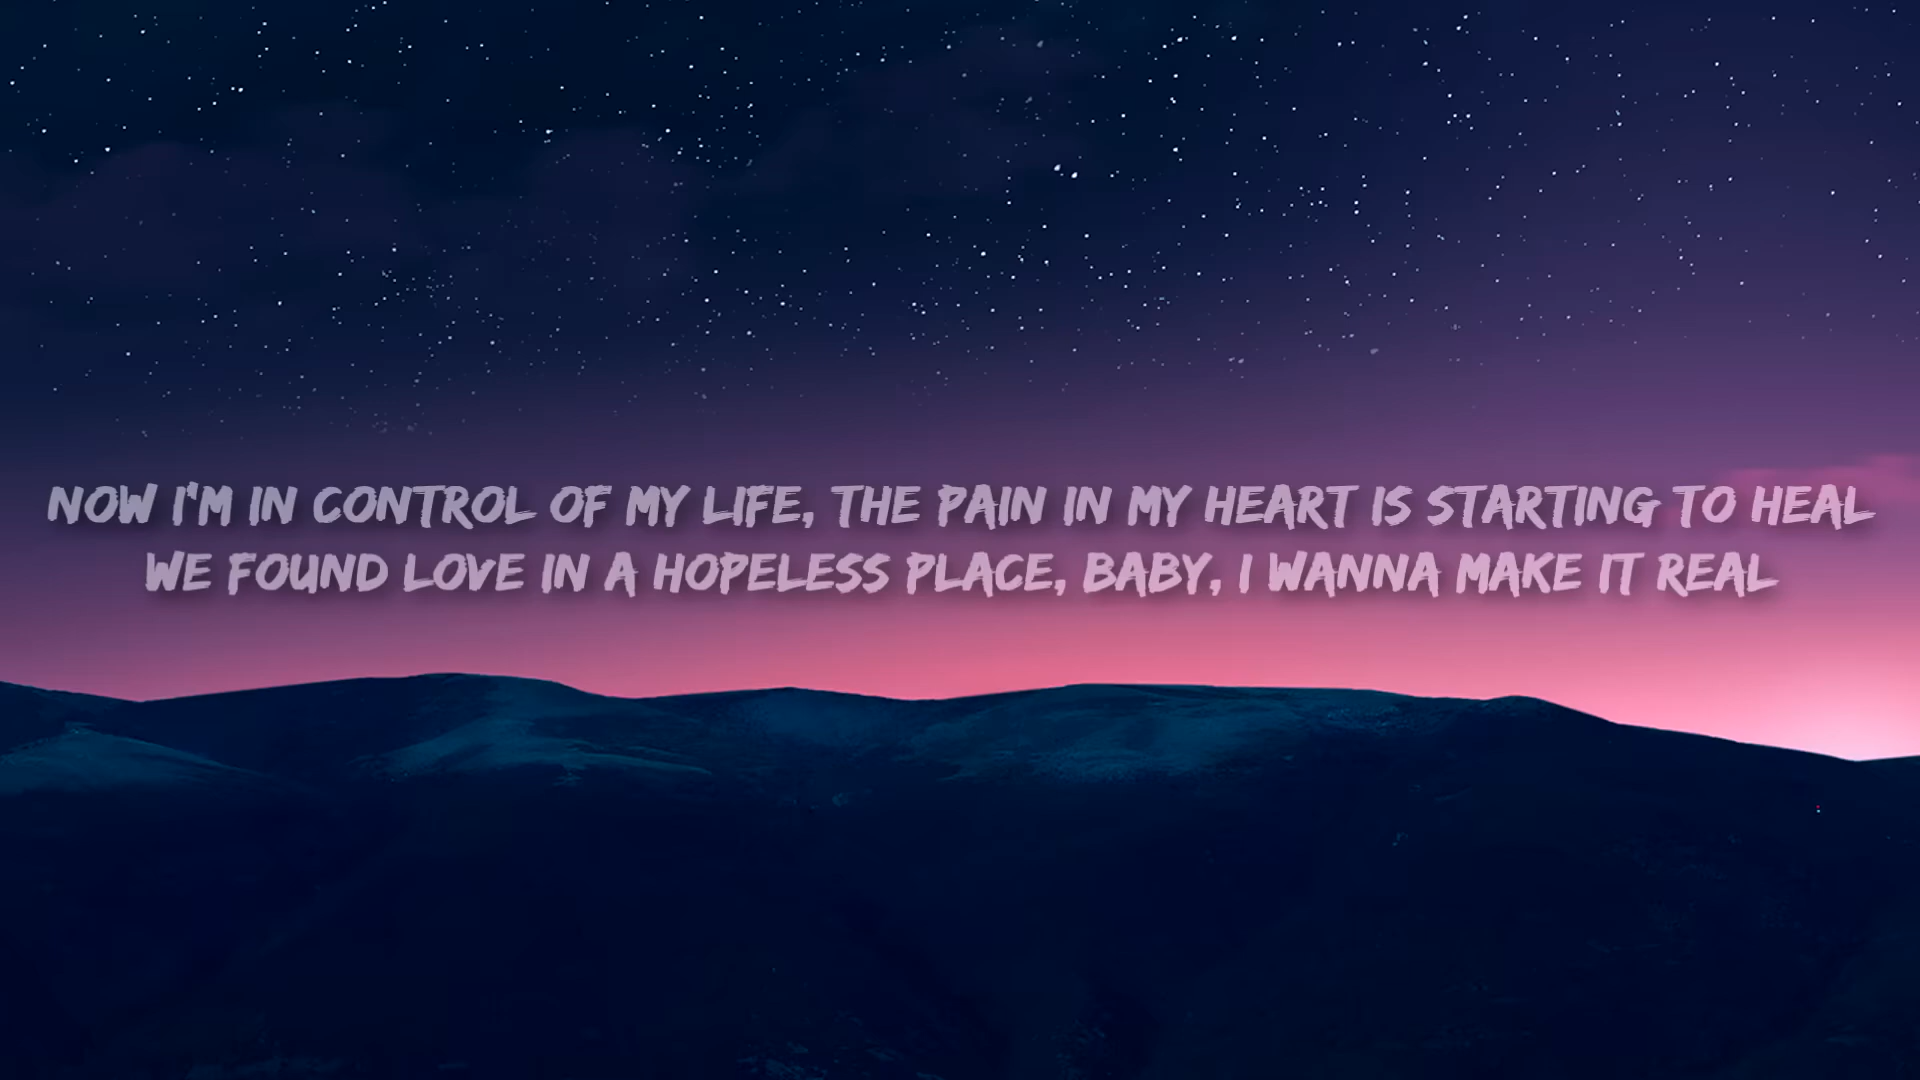 NOW I'M IN CONTROL OF MY LIFE, THE PAIN IN MY HEART IS STARTING TO HEAL
WE FOUND LOVE IN A HOPELESS PLACE, BABY, I WANNA MAKE IT REAL